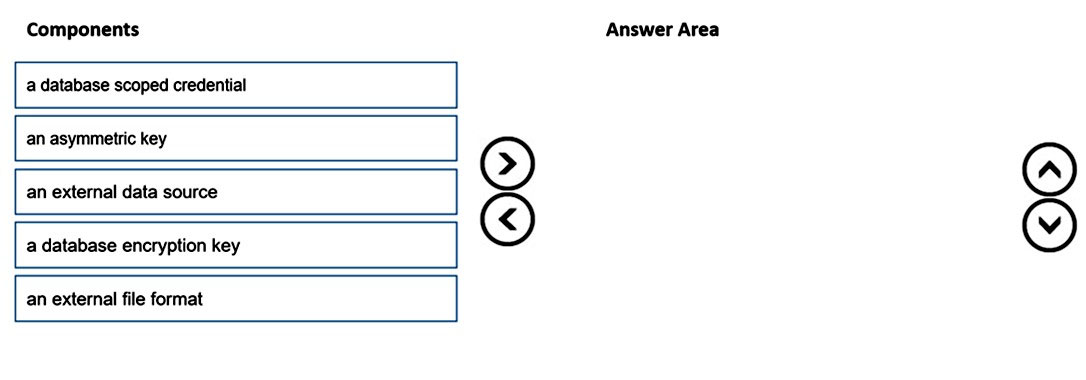 Components
Answer Area
a database scoped credential
an asymmetric key
an external data source
a database encryption key
an external file format